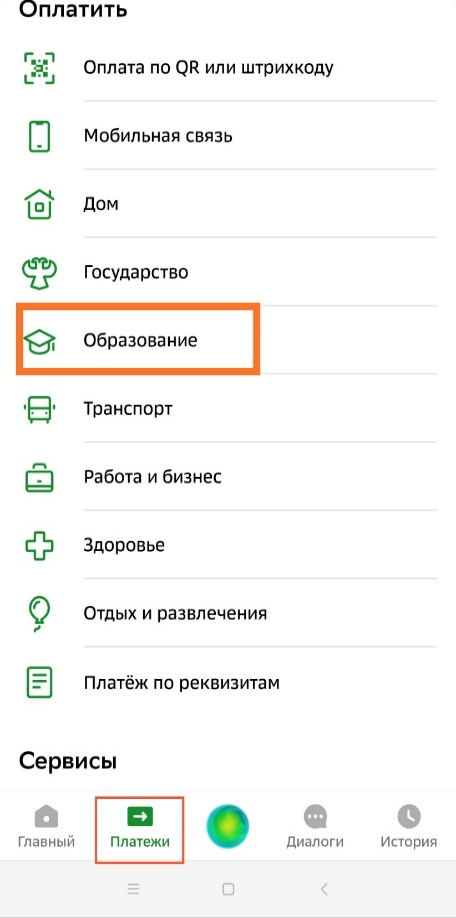 Оплатить
Оплата по QR или штрихкоду
Мобильная связь
Дом
Государство
Образование
Транспорт
Работа и бизнес
Здоровье
Отдых и развлечения
Платёж по реквизитам
Сервисы
Главный Платежи Диалоги История